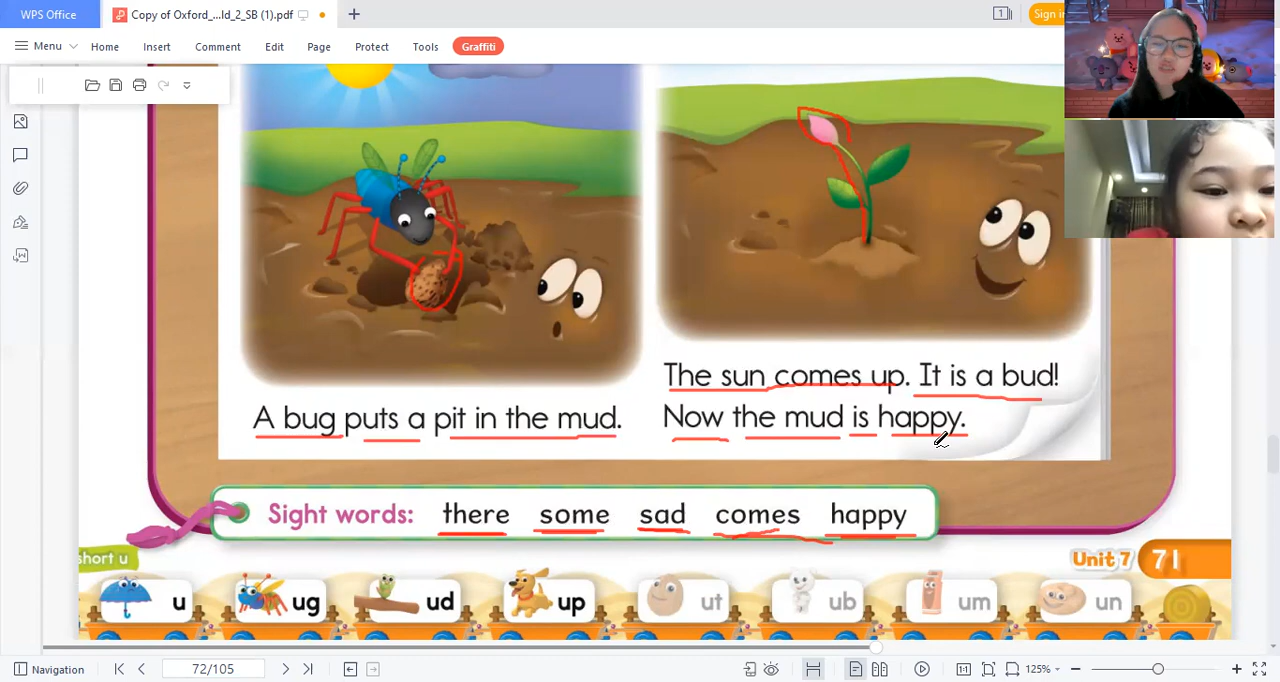 WPS Office
Copy of Oxford_...ld_2_SB (1).pdf
1
Sign in
Menu
Home
Insert
Comment
Edit
Page
Protect
Tools
Graffiti
A bug puts a pit in the mud.
The sun comes up. It is a bud!
Now the mud is happy.
Sight words: there some sad comes happy
short u
Unit 7 71
u
ug
ud
up
ut
ub
um
un
Navigation
72/105
1:1
125%